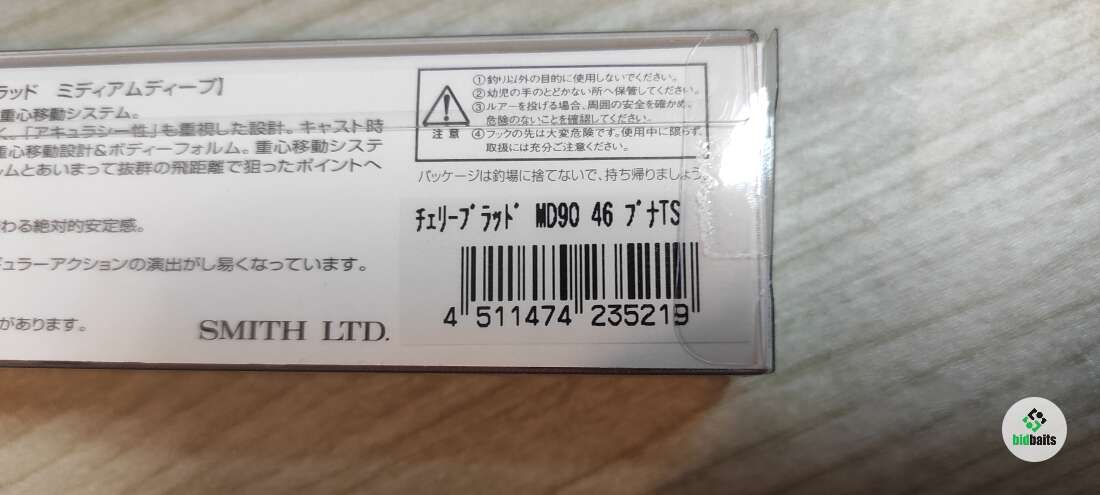 ラッド ミディアムディープ】
重心移動システム。
く、「アキュラシー性」も重視した設計。キャスト時
重心移動設計&ボディーフォルム。重心移動システ
ムとあいまって抜群の飛距離で狙ったポイントへ
わる絶対的安定感。
ギュラーアクションの演出がし易くなっています。
があります。
SMITH LTD.
注意
①釣り以外の目的に使用しないでください。
②幼児の手のとどかない所へ保管してください。
③ルアーを投げる場合、周囲の安全を確かめ、
危険のないことを確認してください。
④フックの先は大変危険です。使用中に限らず、
取扱には充分ご注意ください。
パッケージは釣場に捨てないで、持ち帰りましょう。
ﾁｪﾘｰﾌﾞﾗｯﾄﾞ MD90 46 ﾌﾞﾅTS
4 511474 235219
bidbaits